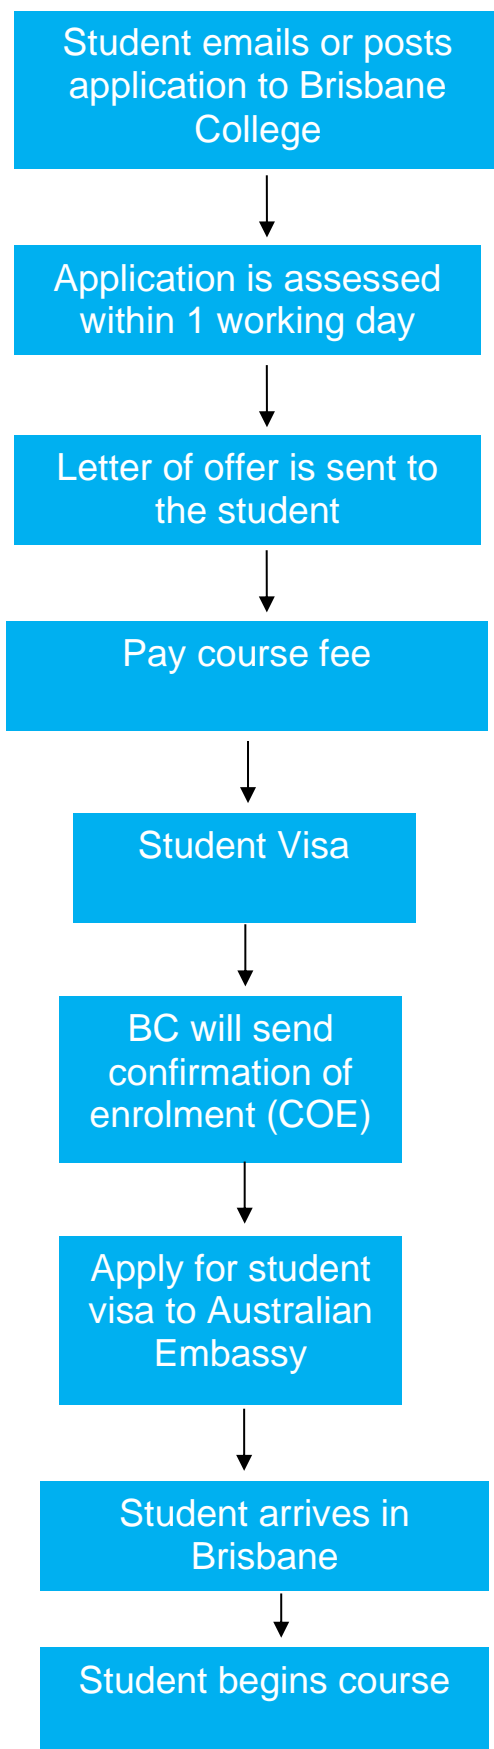 Student emails or posts
application to Brisbane
College
Application is assessed
within 1 working day
Letter of offer is sent to
the student
Pay course fee
Student Visa
BC will send
confirmation of
enrolment (COE)
Apply for student
visa to Australian
Embassy
Student arrives in
Brisbane
Student begins course